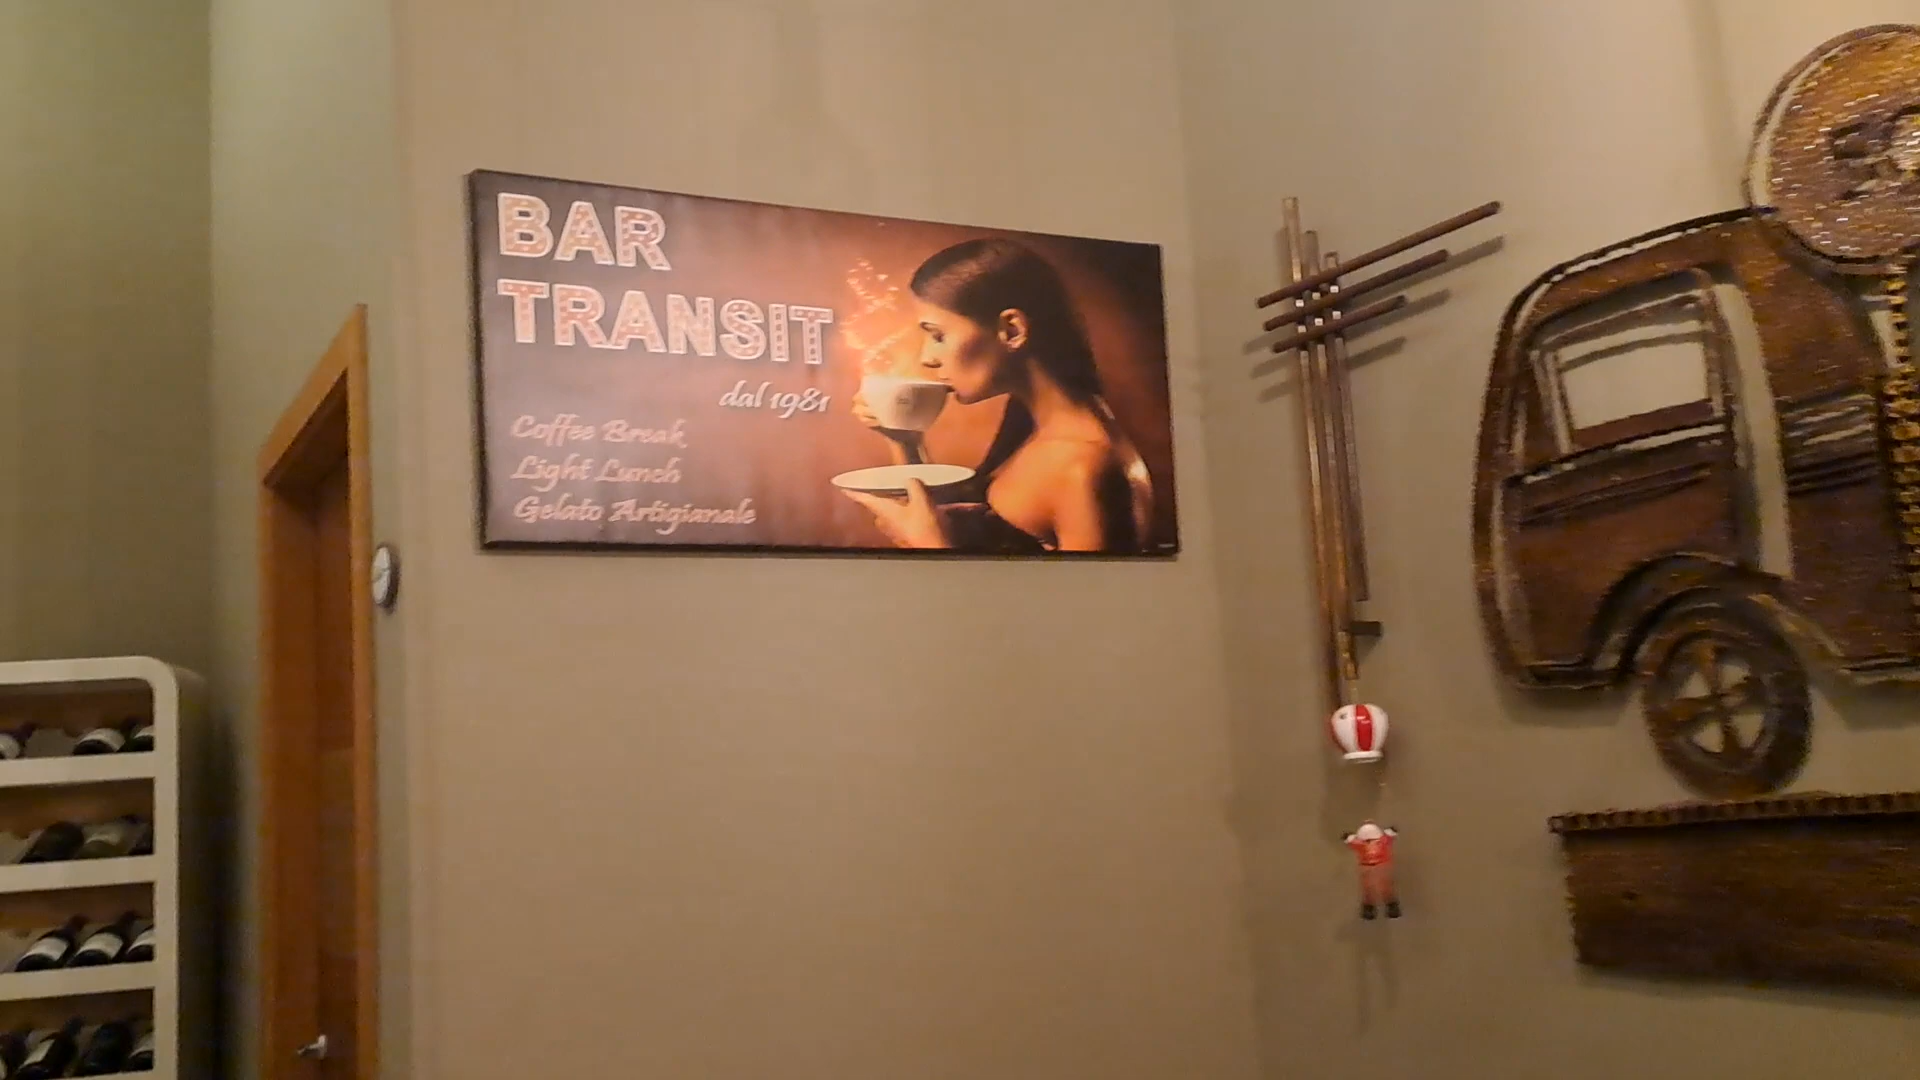 BAR
TRANSIT
dal 1981
Coffee Break
Light Lunch
Gelato Artigianale